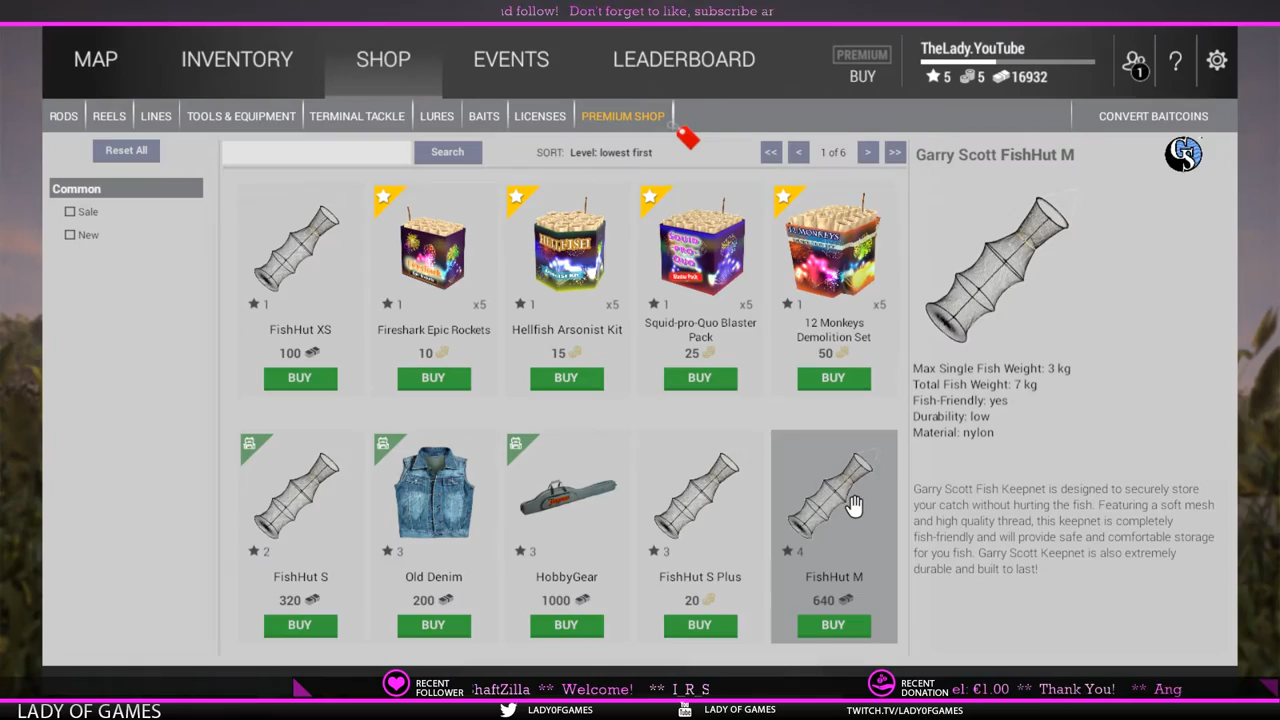 ıd follow!   Don't forget to like, subscribe ar
MAP INVENTORY SHOP EVENTS LEADERBOARD
PREMIUM
BUY
TheLady.YouTube
5 5 16932
1 ?
RODS REELS LINES TOOLS & EQUIPMENT TERMINAL TACKLE LURES BAITS LICENSES PREMIUM SHOP CONVERT BAITCOINS
Reset All
Search SORT: Level: lowest first << < 1 of 6 > >>
Common
Sale
New
1 1 x5 1 x5 1 x5 1 x5
FishHut XS Fireshark Epic Rockets Hellfish Arsonist Kit Squid-pro-Quo Blaster Pack 12 Monkeys Demolition Set
100 10 15 25 50
BUY BUY BUY BUY BUY
2 3 3 3 4
FishHut S Old Denim HobbyGear FishHut S Plus FishHut M
320 200 1000 20 640
BUY BUY BUY BUY BUY
Garry Scott FishHut M
GS
Max Single Fish Weight: 3 kg
Total Fish Weight: 7 kg
Fish-Friendly: yes
Durability: low
Material: nylon
Garry Scott Fish Keepnet is designed to securely store
your catch without hurting the fish. Featuring a soft mesh
and high quality thread, this keepnet is completely
fish-friendly and will provide safe and comfortable storage
for you fish. Garry Scott Keepnet is also extremely
durable and built to last!
RECENT
FOLLOWER
ShaftZilla  ** Welcome!   ** I_R_S
RECENT
DONATION
el: €1.00  ** Thank You!   ** Ang
LADY OF GAMES
LADY0FGAMES
You Tube
LADY OF GAMES
TWITCH.TV/LADY0FGAMES